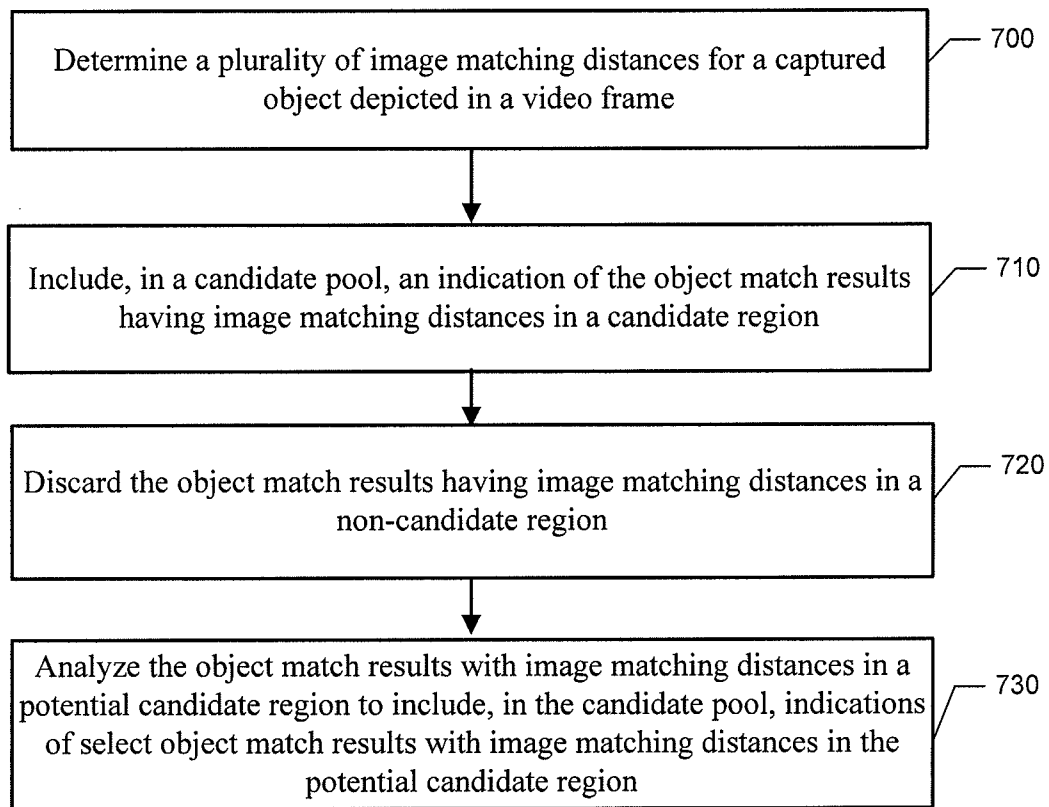 Determine a plurality of image matching distances for a captured
object depicted in a video frame
700
Include, in a candidate pool, an indication of the object match results
having image matching distances in a candidate region
710
Discard the object match results having image matching distances in a
non-candidate region
720
Analyze the object match results with image matching distances in a
potential candidate region to include, in the candidate pool, indications
of select object match results with image matching distances in the
potential candidate region
730